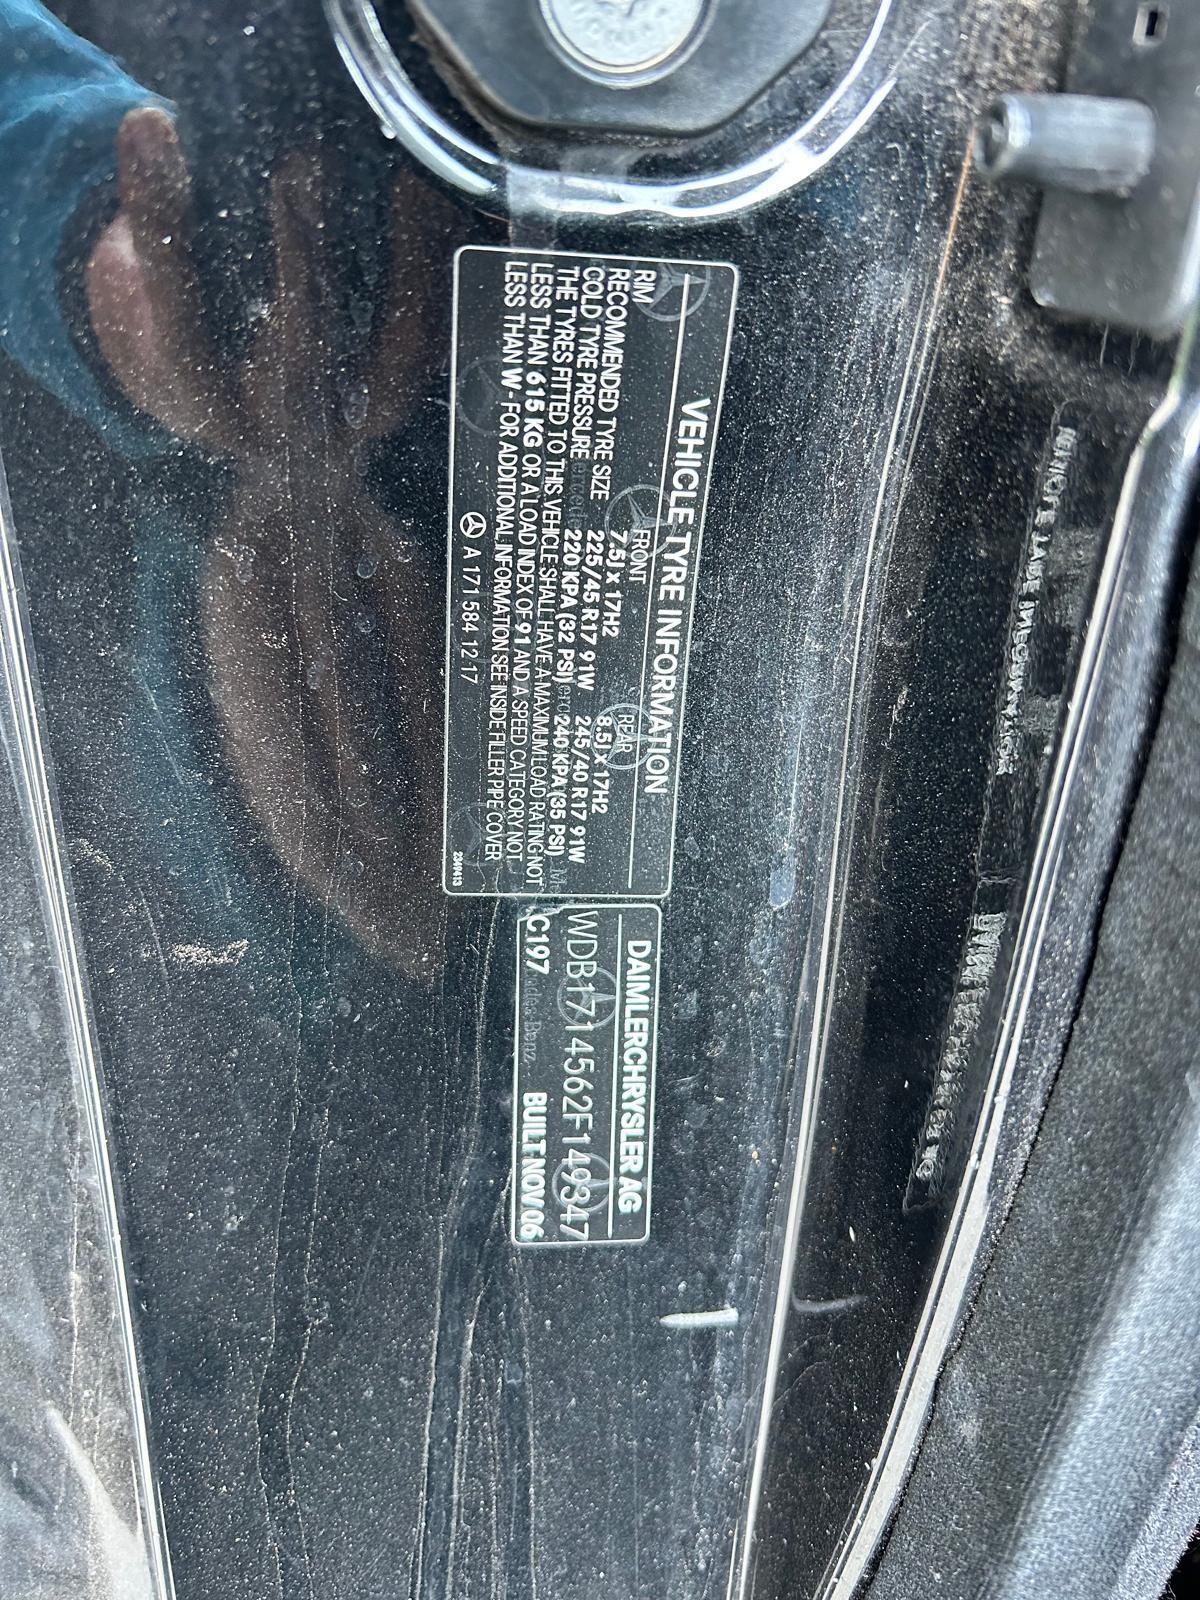 VEHICLE TYRE INFORMATION
FRONT REAR
RIM 7.5J x 17H2 8.5J x 17H2
RECOMMENDED TYRE SIZE 225/45 R17 91W 245/40 R17 91W
COLD TYRE PRESSURE 220 KPA (32 PSI) 240 KPA (35 PSI)
THE TYRES FITTED TO THIS VEHICLE SHALL HAVE A MAXIMUM LOAD RATING NOT
LESS THAN 615 KG OR A LOAD INDEX OF 91 AND A SPEED CATEGORY NOT
LESS THAN W - FOR ADDITIONAL INFORMATION SEE INSIDE FILLER PIPE COVER
A 171 584 12 17
2349413
DAIMLERCHRYSLER AG
WDB1714562F149347
C197 BUILT NOV 06